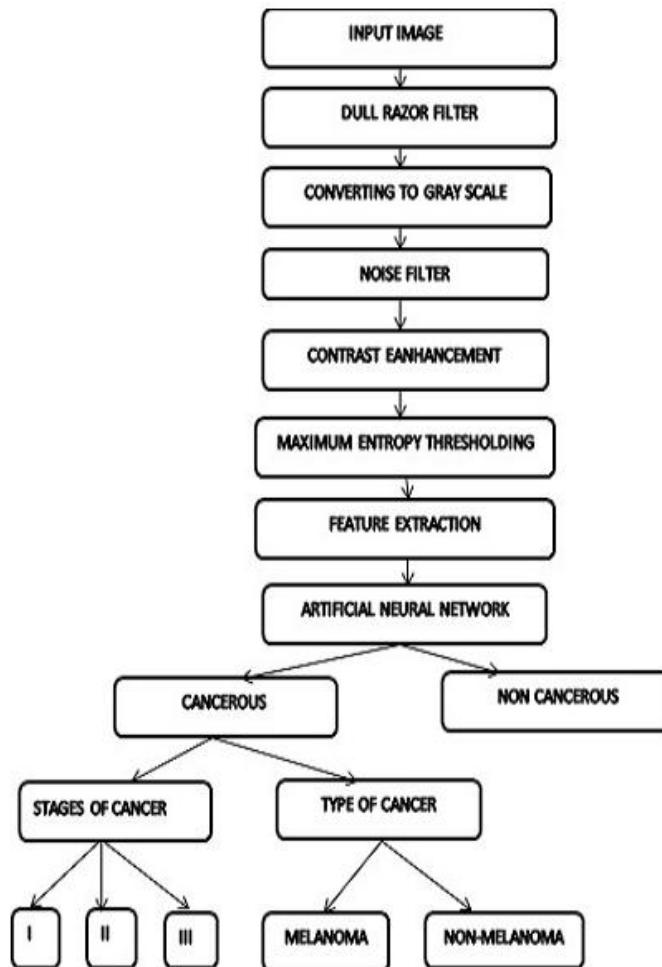 INPUT IMAGE
DULL RAZOR FILTER
CONVERTING TO GRAY SCALE
NOISE FILTER
CONTRAST EANHANCEMENT
MAXIMUM ENTROPY THRESHOLDING
FEATURE EXTRACTION
ARTIFICIAL NEURAL NETWORK
CANCEROUS
NON CANCEROUS
STAGES OF CANCER
TYPE OF CANCER
I
II
III
MELANOMA
NON-MELANOMA